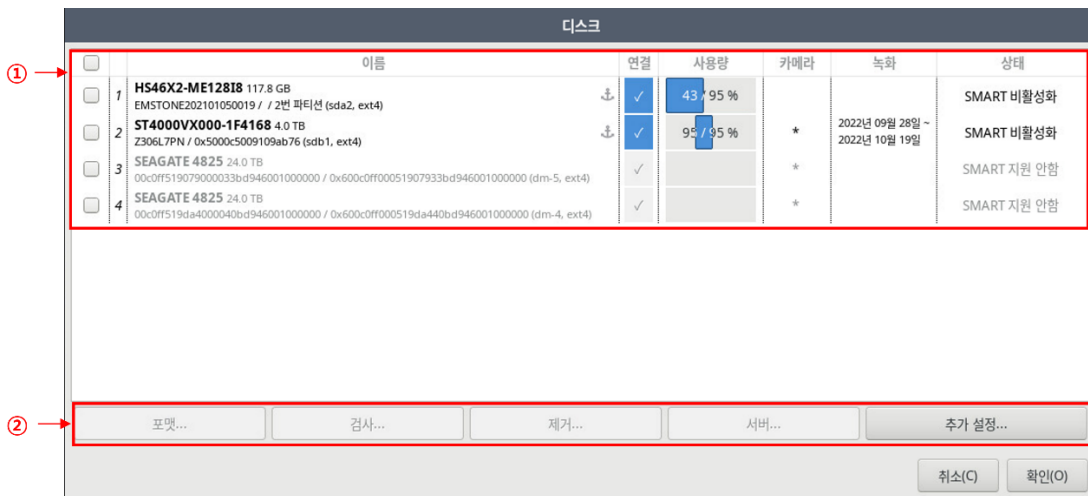 디스크
①
이름 연결 사용량 카메라 녹화 상태
1 HS46X2-ME128I8 117.8 GB
EMSTONE202101050019 / / 2번 파티션 (sda2, ext4)
✓ 43 / 95 % SMART 비활성화
2 ST4000VX000-1F4168 4.0 TB
Z306L7PN / 0x5000c5009109ab76 (sdb1, ext4)
✓ 95 / 95 % * 2022년 09월 28일 ~
2022년 10월 19일
SMART 비활성화
3 SEAGATE 4825 24.0 TB
00c0ff519079000033bd946001000000 / 0x600c0ff00051907933bd946001000000 (dm-5, ext4)
✓ * SMART 지원 안함
4 SEAGATE 4825 24.0 TB
00c0ff519da4000040bd946001000000 / 0x600c0ff000519da440bd946001000000 (dm-4, ext4)
✓ * SMART 지원 안함
②
포맷... 검사... 제거... 서버... 추가 설정...
취소(C) 확인(O)